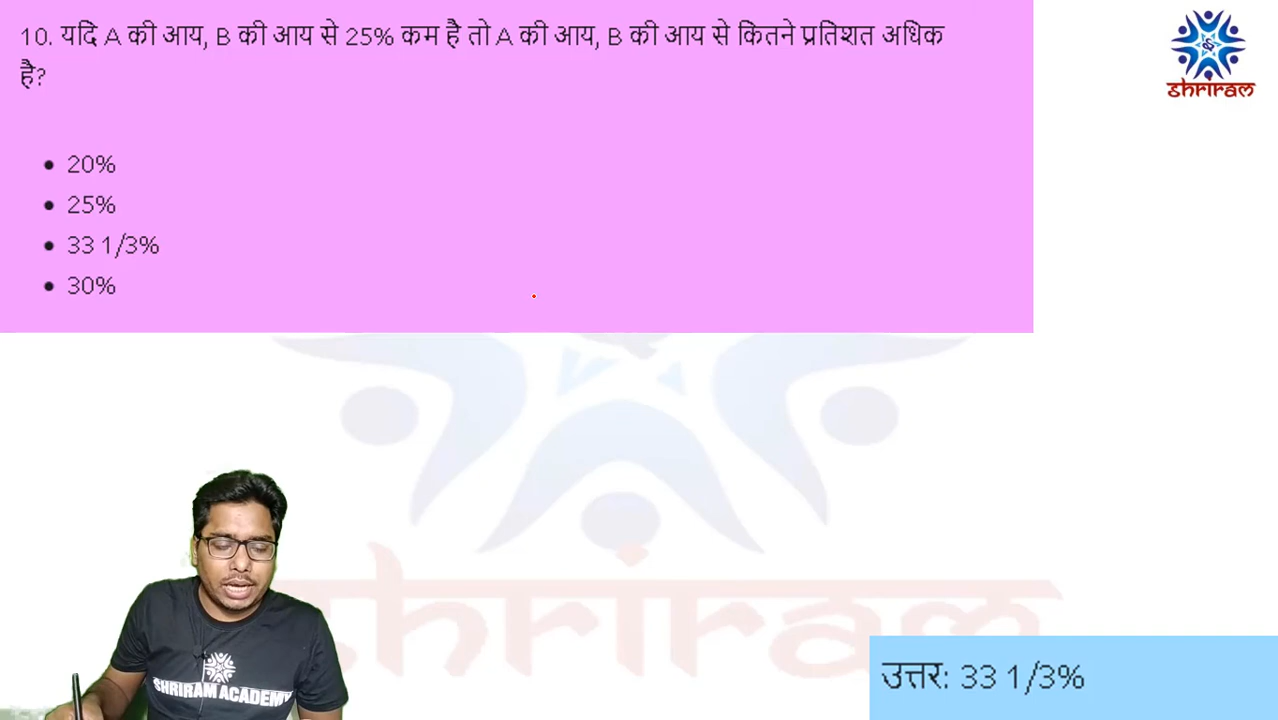 10. यदि A की आय, B की आय से 25% कम है तो A की आय, B की आय से कितने प्रतिशत अधिक
है?
shriram
• 20%
• 25%
• 33 1/3%
• 30%
shriram
SHRIRAM ACADEMY
उत्तर: 33 1/3%